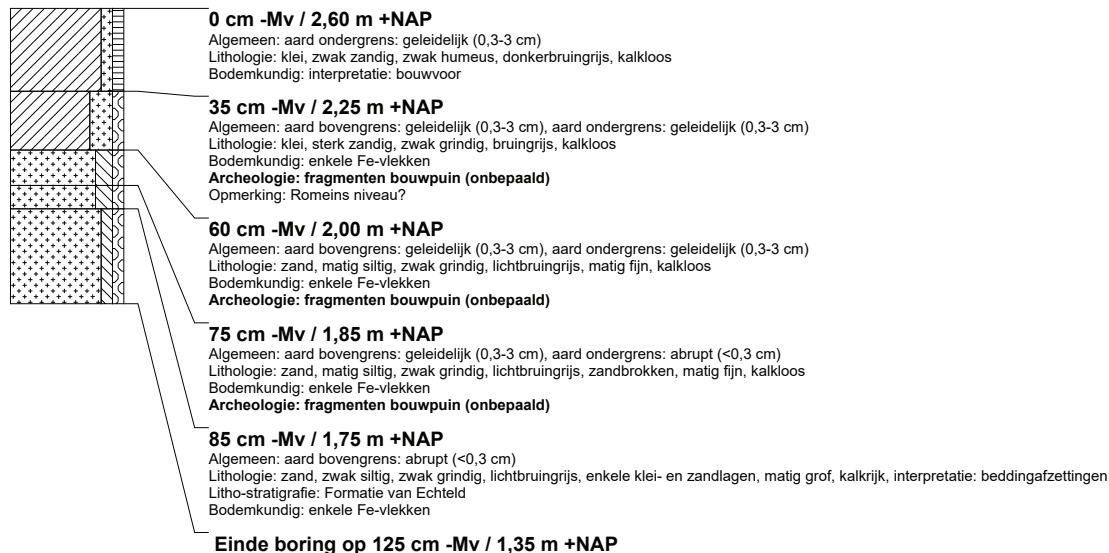 0 cm -Mv / 2,60 m +NAP
Algemeen: aard ondergrens: geleidelijk (0,3-3 cm)
Lithologie: klei, zwak zandig, zwak humeus, donkerbruingrijs, kalkloos
Bodemkundig: interpretatie: bouwvoor
35 cm -Mv / 2,25 m +NAP
Algemeen: aard bovengrens: geleidelijk (0,3-3 cm), aard ondergrens: geleidelijk (0,3-3 cm)
Lithologie: klei, sterk zandig, zwak grindig, bruingrijs, kalkloos
Bodemkundig: enkele Fe-vlekken
Archeologie: fragmenten bouwpuin (onbepaald)
Opmerking: Romeins niveau?
60 cm -Mv / 2,00 m +NAP
Algemeen: aard bovengrens: geleidelijk (0,3-3 cm), aard ondergrens: geleidelijk (0,3-3 cm)
Lithologie: zand, matig siltig, zwak grindig, lichtbruingrijs, matig fijn, kalkloos
Bodemkundig: enkele Fe-vlekken
Archeologie: fragmenten bouwpuin (onbepaald)
75 cm -Mv / 1,85 m +NAP
Algemeen: aard bovengrens: geleidelijk (0,3-3 cm), aard ondergrens: abrupt (<0,3 cm)
Lithologie: zand, matig siltig, zwak grindig, lichtbruingrijs, zandbrokken, matig fijn, kalkloos
Bodemkundig: enkele Fe-vlekken
Archeologie: fragmenten bouwpuin (onbepaald)
85 cm -Mv / 1,75 m +NAP
Algemeen: aard bovengrens: abrupt (<0,3 cm)
Lithologie: zand, zwak siltig, zwak grindig, lichtbruingrijs, enkele klei- en zandlagen, matig grof, kalkrijk, interpretatie: beddingafzettingen
Litho-stratigrafie: Formatie van Echteld
Bodemkundig: enkele Fe-vlekken
Einde boring op 125 cm -Mv / 1,35 m +NAP